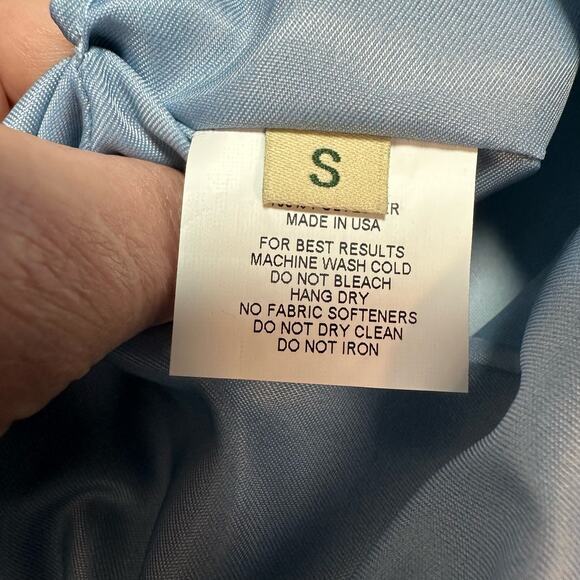 S
MADE IN USA
FOR BEST RESULTS
MACHINE WASH COLD
DO NOT BLEACH
HANG DRY
NO FABRIC SOFTENERS
DO NOT DRY CLEAN
DO NOT IRON